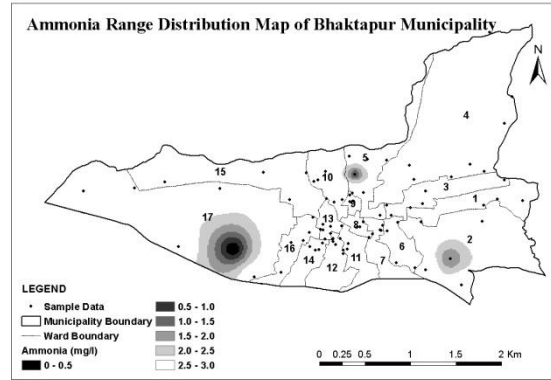 Ammonia Range Distribution Map of Bhaktapur Municipality
N
4
5
15
10
3
1
9
17
13
8
2
16
6
14
11
7
12
LEGEND
Sample Data
Municipality Boundary
Ward Boundary
Ammonia (mg/l)
0 - 0.5
0.5 - 1.0
1.0 - 1.5
1.5 - 2.0
2.0 - 2.5
2.5 - 3.0
0 0.25 0.5 1 1.5 2 Km